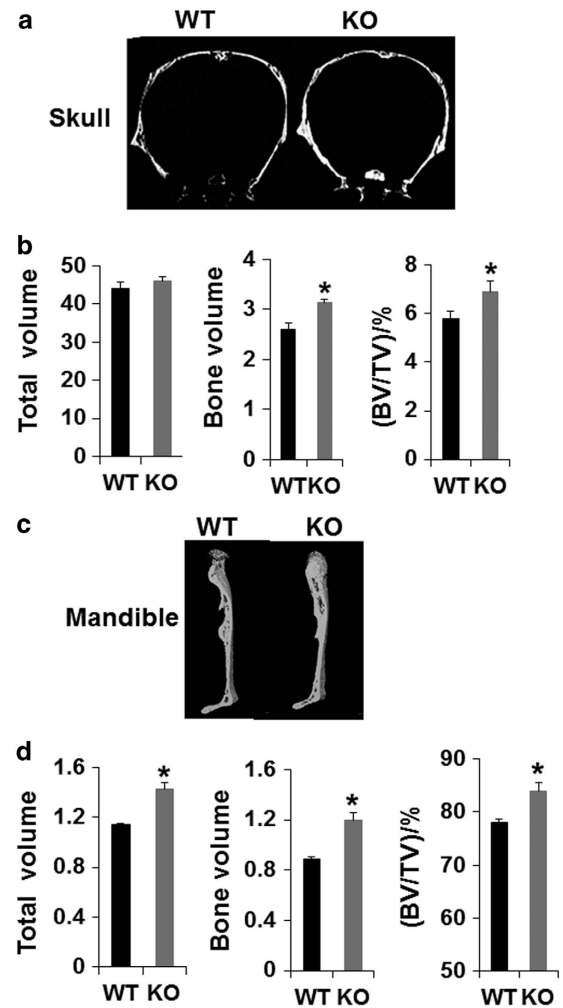 a
WT KO
Skull
b
Total volume
50
40
30
20
10
0
WT KO
Bone volume
4
3
2
1
0
*
WTKO
(BV/TV)/%
8
6
4
2
0
*
WT KO
c
WT KO
Mandible
d
Total volume
1.6
1.2
0.8
0.4
0
*
WT KO
Bone volume
1.6
1.2
0.8
0.4
0
*
WT KO
(BV/TV)/%
90
80
70
60
50
*
WT KO